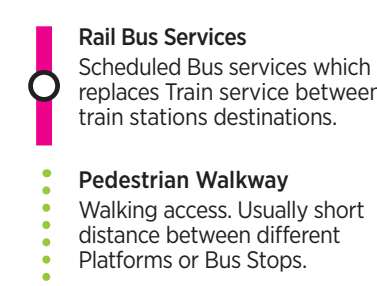 Rail Bus Services
Scheduled Bus services which
replaces Train service between
train stations destinations.
Pedestrian Walkway
Walking access. Usually short
distance between different
Platforms or Bus Stops.